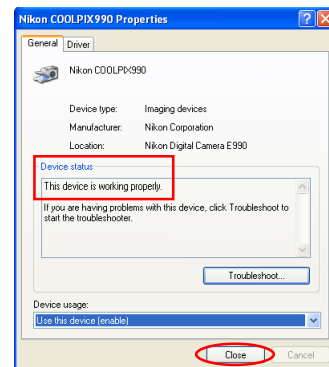 Nikon COOLPIX990 Properties
General Driver
Nikon COOLPIX990
Device type: Imaging devices
Manufacturer: Nikon Corporation
Location: Nikon Digital Camera E990
Device status
This device is working properly.
If you are having problems with this device, click Troubleshoot to
start the troubleshooter.
Troubleshoot...
Device usage:
Use this device (enable)
Close Cancel